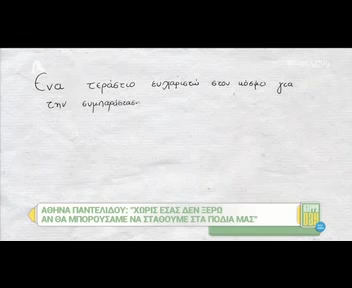 Ενα τεράστιο ευχαριστώ στον κόσμο για
την συμπαράσταση
ΑΘΗΝΑ ΠΑΝΤΕΛΙΔΟΥ: "ΧΩΡΙΣ ΕΣΑΣ ΔΕΝ ΞΕΡΩ
ΑΝ ΘΑ ΜΠΟΡΟΥΣΑΜΕ ΝΑ ΣΤΑΘΟΥΜΕ ΣΤΑ ΠΟΔΙΑ ΜΑΣ"